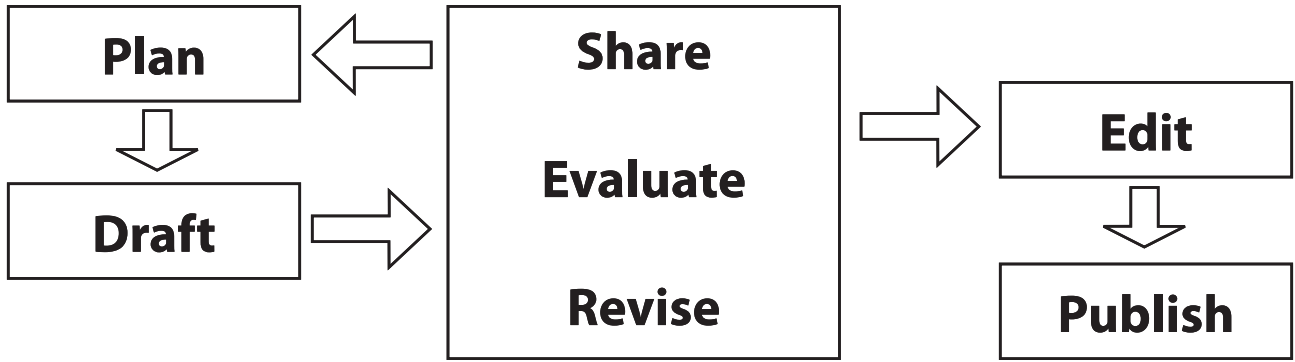 Plan
Draft
Share
Evaluate
Revise
Edit
Publish